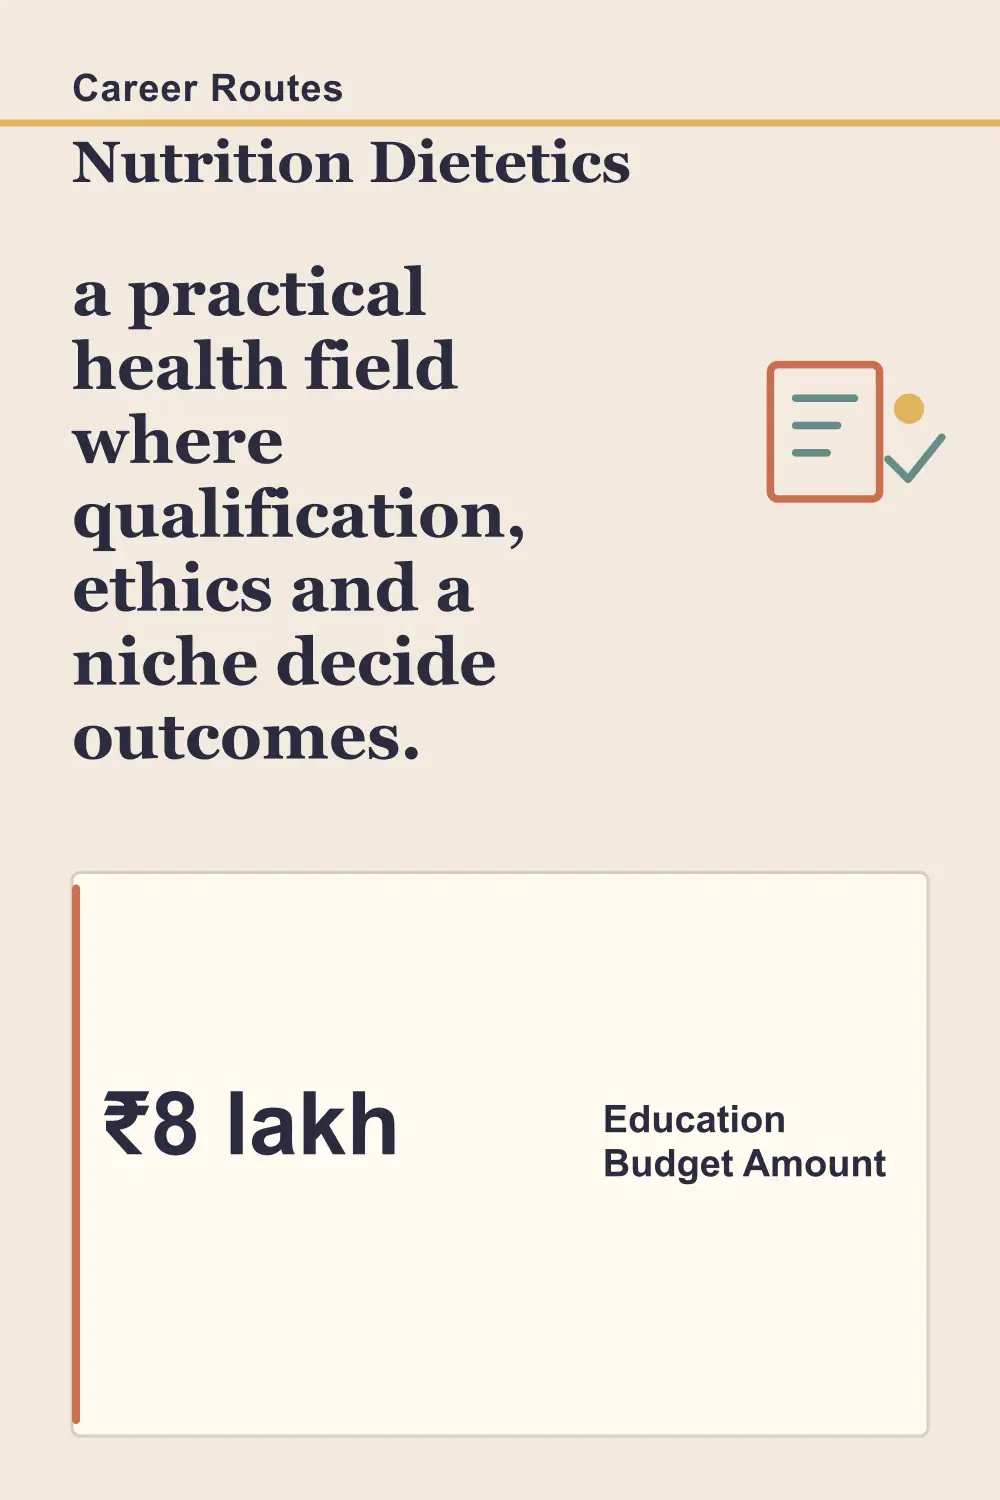 Career Routes
Nutrition Dietetics
a practical
health field
where
qualification,
ethics and a
niche decide
outcomes.
₹8 lakh
Education
Budget Amount